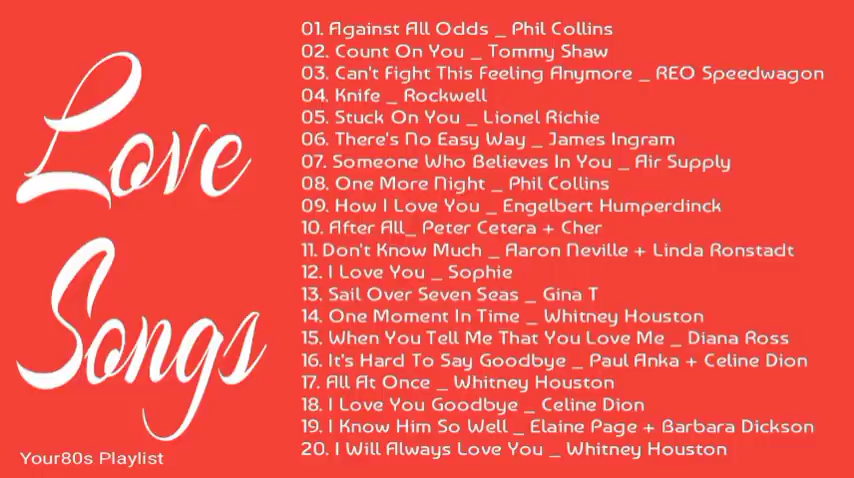 Love
Songs
Your80s Playlist
01. Against All Odds _ Phil Collins
02. Count On You _ Tommy Shaw
03. Can't Fight This Feeling Anymore _ REO Speedwagon
04. Knife _ Rockwell
05. Stuck On You _ Lionel Richie
06. There's No Easy Way _ James Ingram
07. Someone Who Believes In You _ Air Supply
08. One More Night _ Phil Collins
09. How I Love You _ Engelbert Humperdinck
10. After All_ Peter Cetera + Cher
11. Don't Know Much _ Aaron Neville + Linda Ronstadt
12. I Love You _ Sophie
13. Sail Over Seven Seas _ Gina T
14. One Moment In Time _ Whitney Houston
15. When You Tell Me That You Love Me _ Diana Ross
16. It's Hard To Say Goodbye _ Paul Anka + Celine Dion
17. All At Once _ Whitney Houston
18. I Love You Goodbye _ Celine Dion
19. I Know Him So Well _ Elaine Page + Barbara Dickson
20. I Will Always Love You _ Whitney Houston